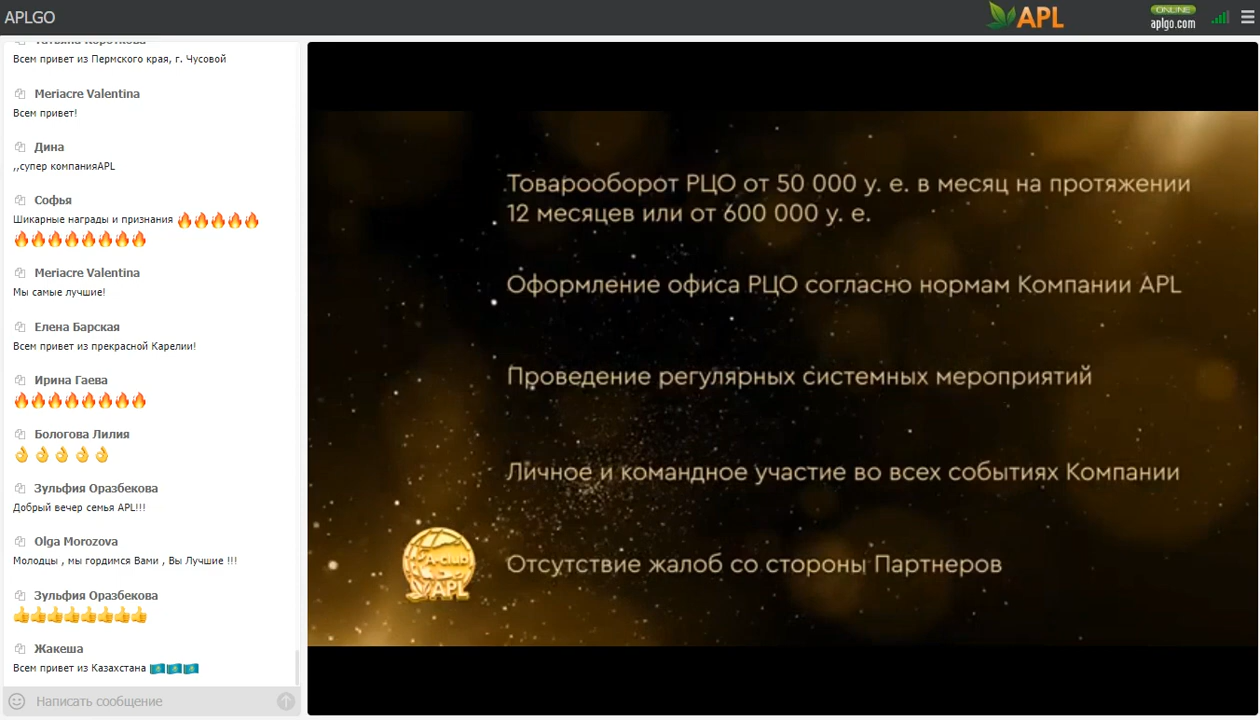 APLGO
APL
ONLINE
aplgo.com
Татьяна Короткова
Всем привет из Пермского края, г. Чусовой
Meriacre Valentina
Всем привет!
Дина
,,супер компанияAPL
Софья
Шикарные награды и признания 🔥🔥🔥🔥🔥
🔥🔥🔥🔥🔥🔥🔥🔥
Meriacre Valentina
Мы самые лучшие!
Елена Барская
Всем привет из прекрасной Карелии!
Ирина Гаева
🔥🔥🔥🔥🔥🔥🔥🔥
Бологова Лилия
👌👌👌👌👌
Зульфия Оразбекова
Добрый вечер семья APL!!!
Olga Morozova
Молодцы , мы гордимся Вами , Вы Лучшие !!!
Зульфия Оразбекова
👍👍👍👍👍👍👍👍
Жакеша
Всем привет из Казахстана 🇰🇿🇰🇿🇰🇿
Написать сообщение
Товарооборот РЦО от 50 000 у. е. в месяц на протяжении
12 месяцев или от 600 000 у. е.
Оформление офиса РЦО согласно нормам Компании APL
Проведение регулярных системных мероприятий
Личное и командное участие во всех событиях Компании
Отсутствие жалоб со стороны Партнеров
A-club
APL